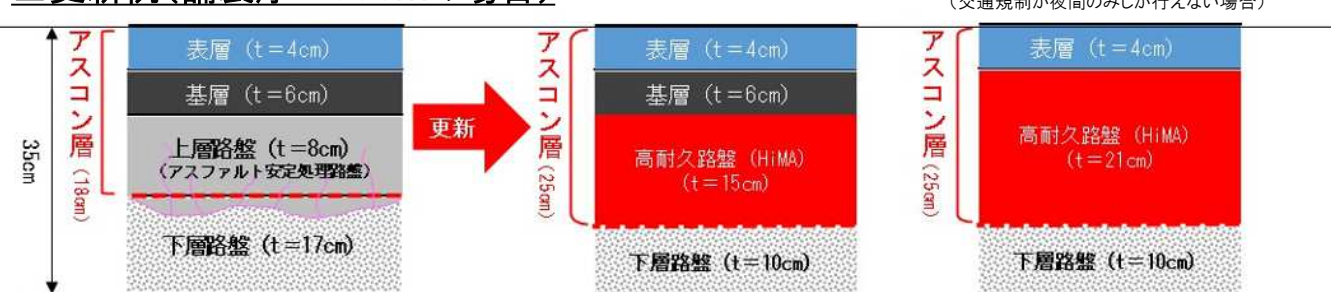 （交通規制が夜間のみしか行えない場合）
35cm
アスコン層（18cm）
表層（t＝4cm）
基層（t＝6cm）
上層路盤（t＝8cm）
（アスファルト安定処理路盤）
下層路盤（t＝17cm）
更新
アスコン層（25cm）
表層（t＝4cm）
基層（t＝6cm）
高耐久路盤（HiMA）
（t＝15cm）
下層路盤（t＝10cm）
アスコン層（25cm）
表層（t＝4cm）
高耐久路盤（HiMA）
（t＝21cm）
下層路盤（t＝10cm）